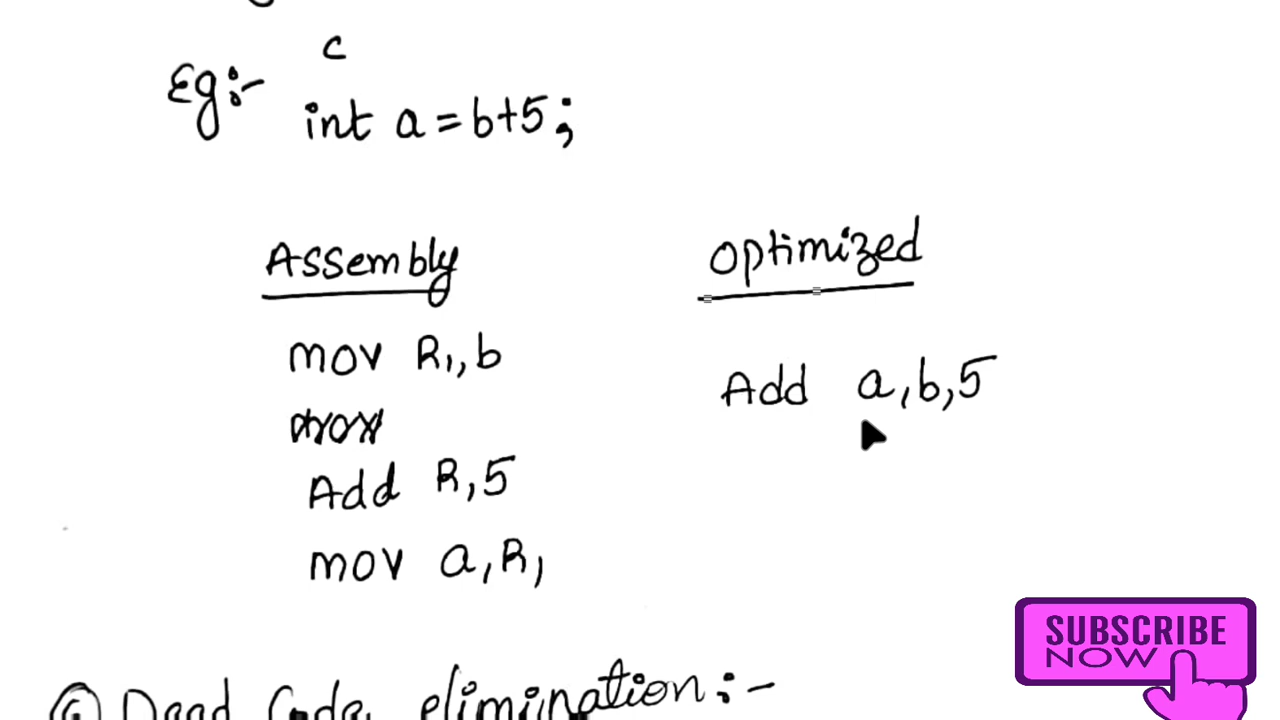 c
Eg:-
int a = b+5;
Assembly
mov R1, b
Add R, 5
mov a, R1
Optimized
Add a, b, 5
SUBSCRIBE
NOW
Dead Code elimination:-